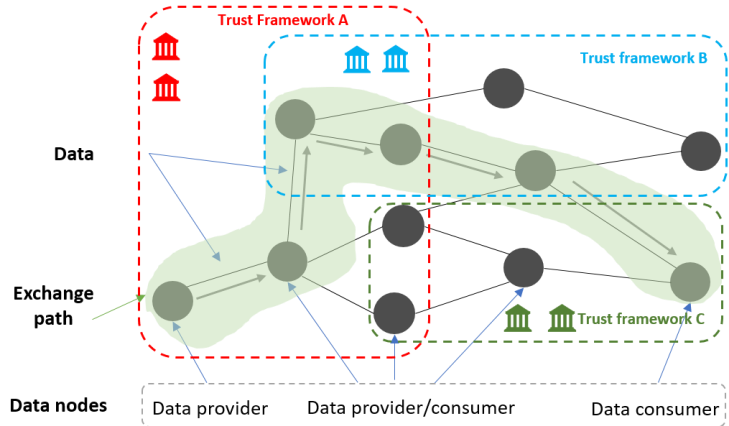 Trust Framework A
Trust framework B
Data
Exchange
path
Trust framework C
Data nodes
Data provider
Data provider/consumer
Data consumer